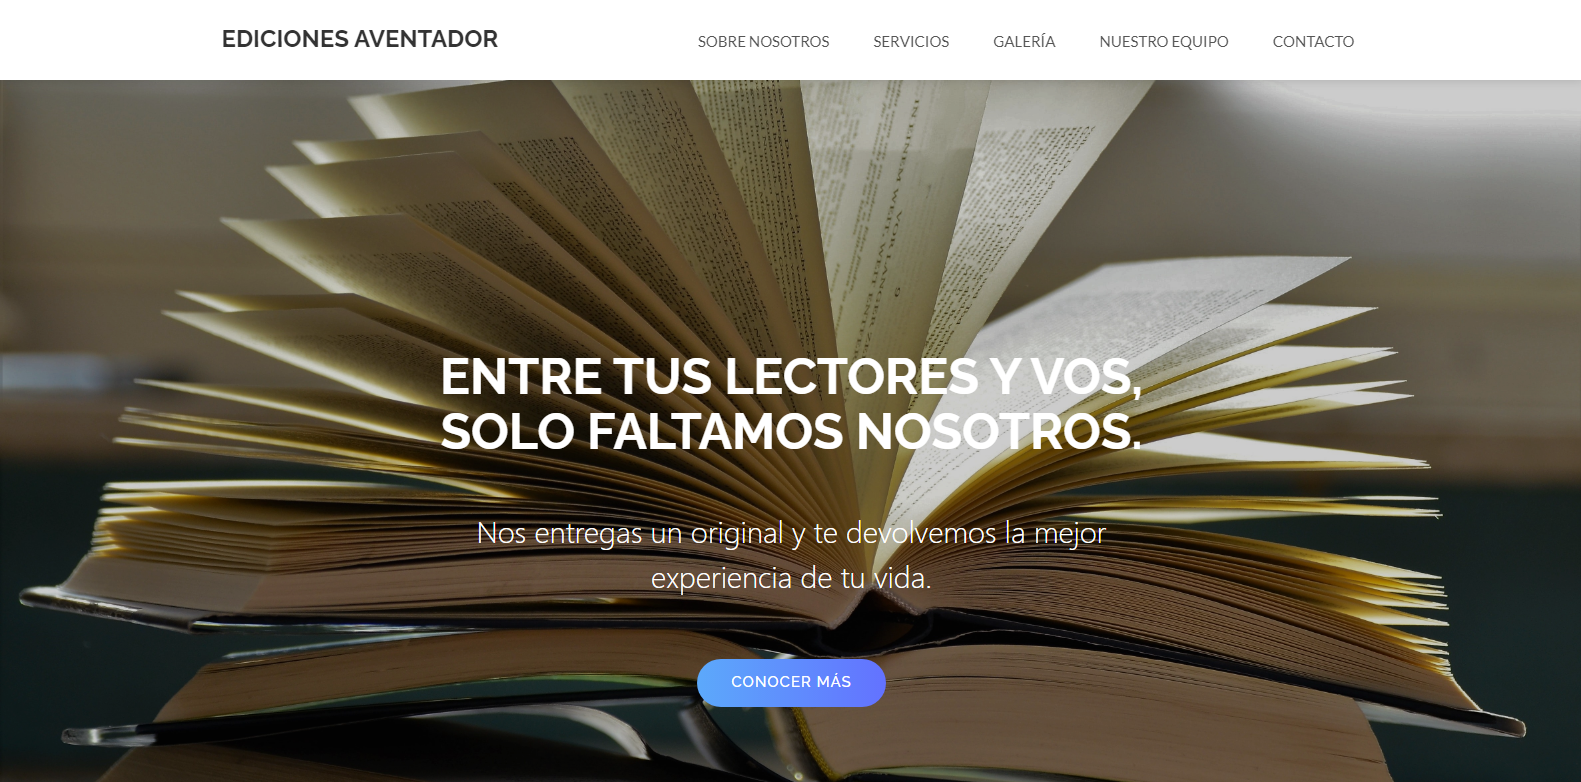 EDICIONES AVENTADOR
SOBRE NOSOTROS SERVICIOS GALERÍA NUESTRO EQUIPO CONTACTO
ENTRE TUS LECTORES Y VOS,
SOLO FALTAMOS NOSOTROS.
Nos entregas un original y te devolvemos la mejor
experiencia de tu vida.
CONOCER MÁS